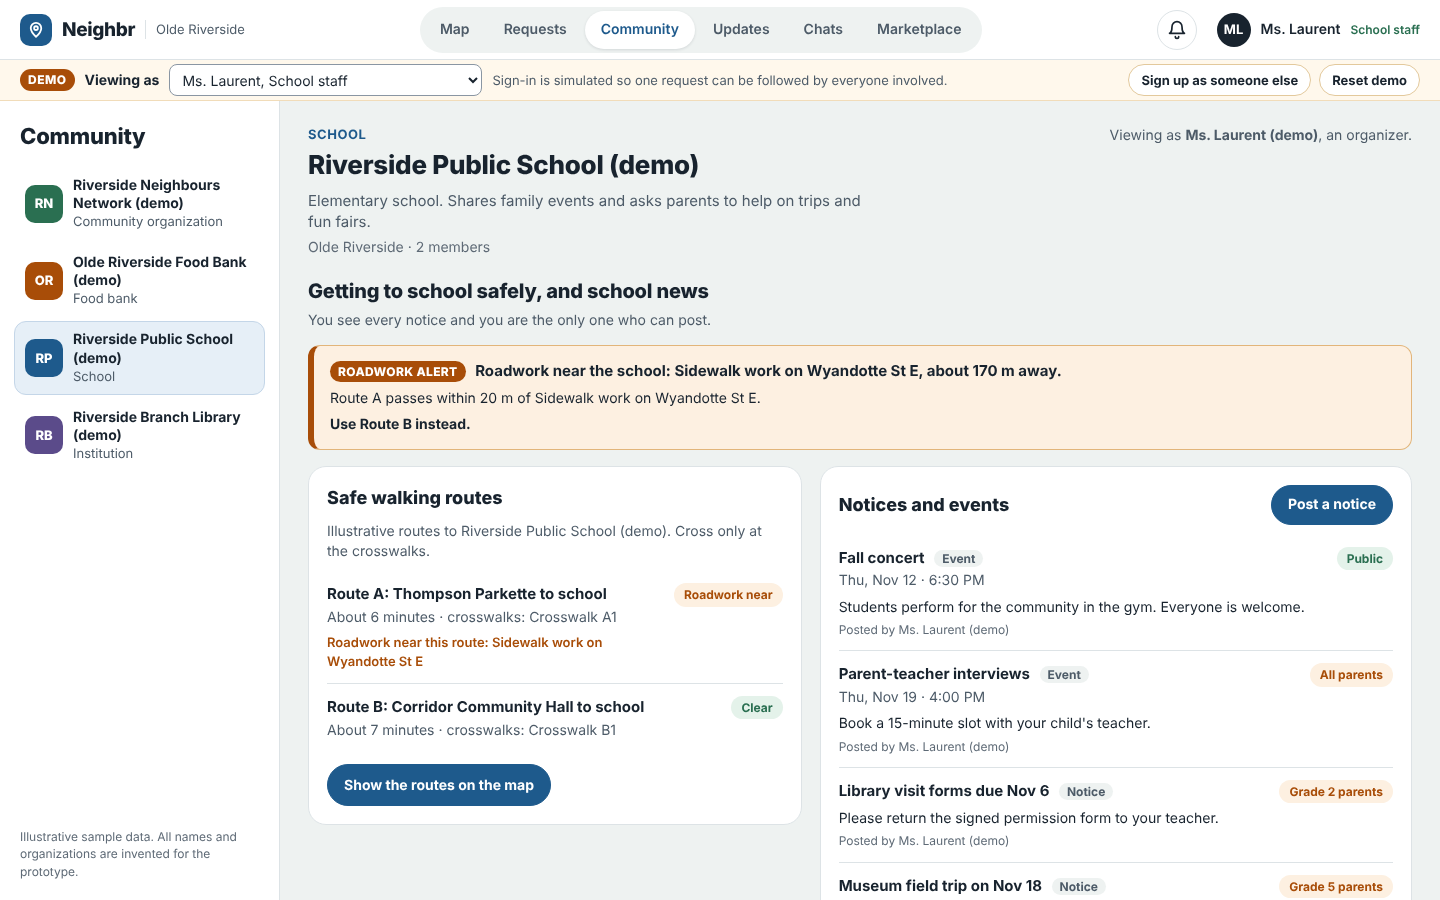 Neighbr
Olde Riverside
Map
Requests
Community
Updates
Chats
Marketplace
ML
Ms. Laurent
School staff
DEMO
Viewing as
Ms. Laurent, School staff
Sign-in is simulated so one request can be followed by everyone involved.
Sign up as someone else
Reset demo
Community
RN
Riverside Neighbours
Network (demo)
Community organization
OR
Olde Riverside Food Bank
(demo)
Food bank
RP
Riverside Public School
(demo)
School
RB
Riverside Branch Library
(demo)
Institution
Illustrative sample data. All names and
organizations are invented for the
prototype.
SCHOOL
Viewing as Ms. Laurent (demo), an organizer.
Riverside Public School (demo)
Elementary school. Shares family events and asks parents to help on trips and
fun fairs.
Olde Riverside · 2 members
Getting to school safely, and school news
You see every notice and you are the only one who can post.
ROADWORK ALERT
Roadwork near the school: Sidewalk work on Wyandotte St E, about 170 m away.
Route A passes within 20 m of Sidewalk work on Wyandotte St E.
Use Route B instead.
Safe walking routes
Illustrative routes to Riverside Public School (demo). Cross only at
the crosswalks.
Route A: Thompson Parkette to school
Roadwork near
About 6 minutes · crosswalks: Crosswalk A1
Roadwork near this route: Sidewalk work on
Wyandotte St E
Route B: Corridor Community Hall to school
Clear
About 7 minutes · crosswalks: Crosswalk B1
Show the routes on the map
Notices and events
Post a notice
Fall concert
Event
Public
Thu, Nov 12 · 6:30 PM
Students perform for the community in the gym. Everyone is welcome.
Posted by Ms. Laurent (demo)
Parent-teacher interviews
Event
All parents
Thu, Nov 19 · 4:00 PM
Book a 15-minute slot with your child's teacher.
Posted by Ms. Laurent (demo)
Library visit forms due Nov 6
Notice
Grade 2 parents
Please return the signed permission form to your teacher.
Posted by Ms. Laurent (demo)
Museum field trip on Nov 18
Notice
Grade 5 parents